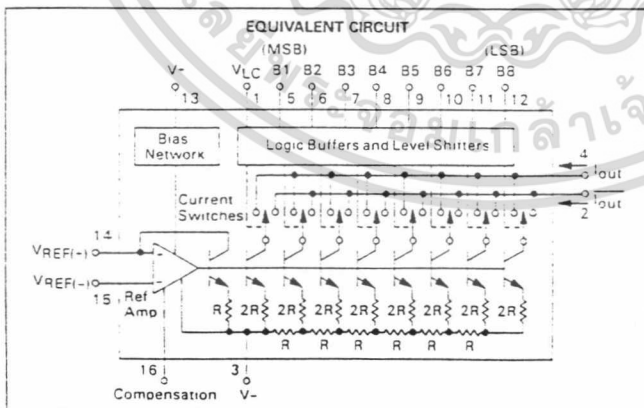 EQUIVALENT CIRCUIT
(MSB) (LSB)
V- VLC B1 B2 B3 B4 B5 B6 B7 B8
13 1 5 6 7 8 9 10 11 12
Bias Network
Logic Buffers and Level Shifters
4
Iout
Current Switches
2
Iout
14
VREF(-)
VREF(-)
15
Ref Amp
R 2R 2R 2R 2R 2R 2R 2R 2R
R R R R R R
16 3
Compensation V-